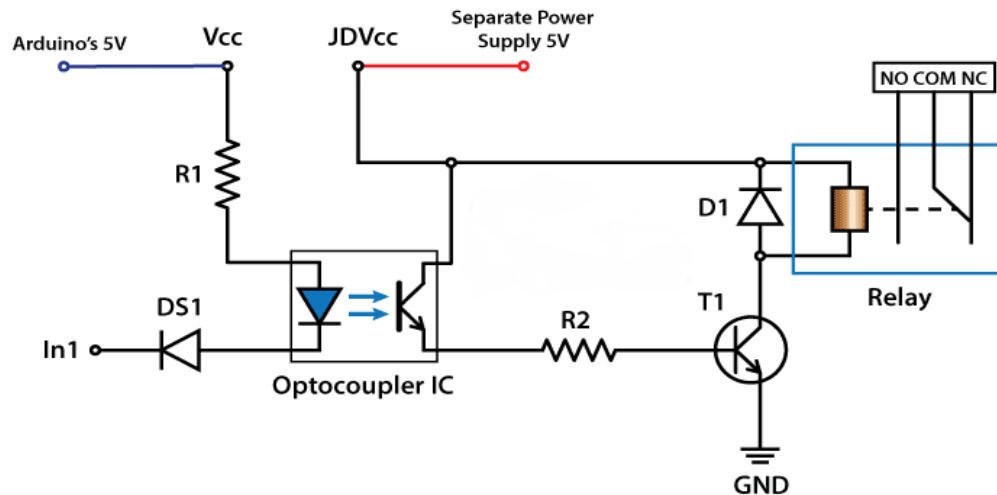 Arduino's 5V
Vcc
JDVcc
Separate Power
Supply 5V
NO COM NC
R1
D1
Relay
DS1
In1
Optocoupler IC
R2
T1
GND